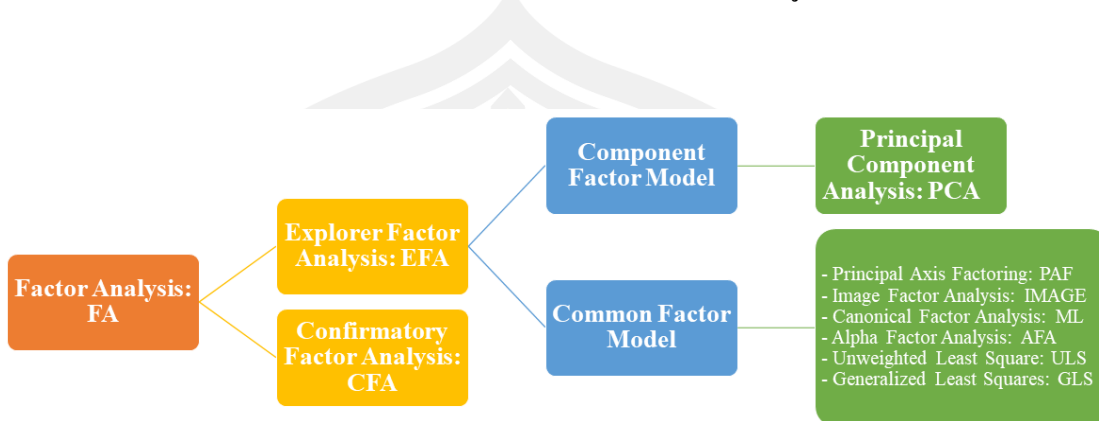 Factor Analysis:
FA
Explorer Factor
Analysis: EFA
Confirmatory
Factor Analysis:
CFA
Component
Factor Model
Common Factor
Model
Principal
Component
Analysis: PCA
- Principal Axis Factoring: PAF
- Image Factor Analysis: IMAGE
- Canonical Factor Analysis: ML
- Alpha Factor Analysis: AFA
- Unweighted Least Square: ULS
- Generalized Least Squares: GLS